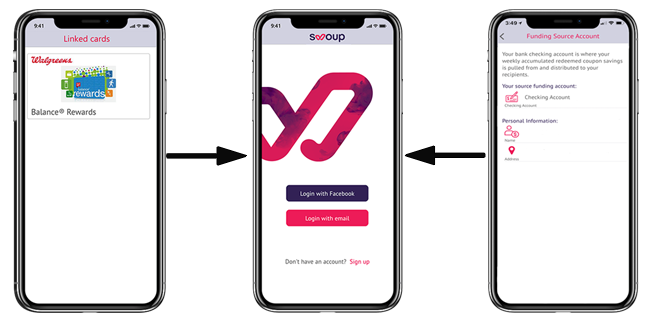 9:41
Linked cards
Walgreens
Balance
rewards
Balance® Rewards
9:41
swoup
Login with Facebook
Login with email
Don't have an account? Sign up
3:49
Funding Source Account
Your bank checking account is where your
weekly accumulated redeemed coupon savings
is pulled from and distributed to your
recipients.
Your source funding account:
Checking Account
Checking Account
Personal Information:
Name
Address